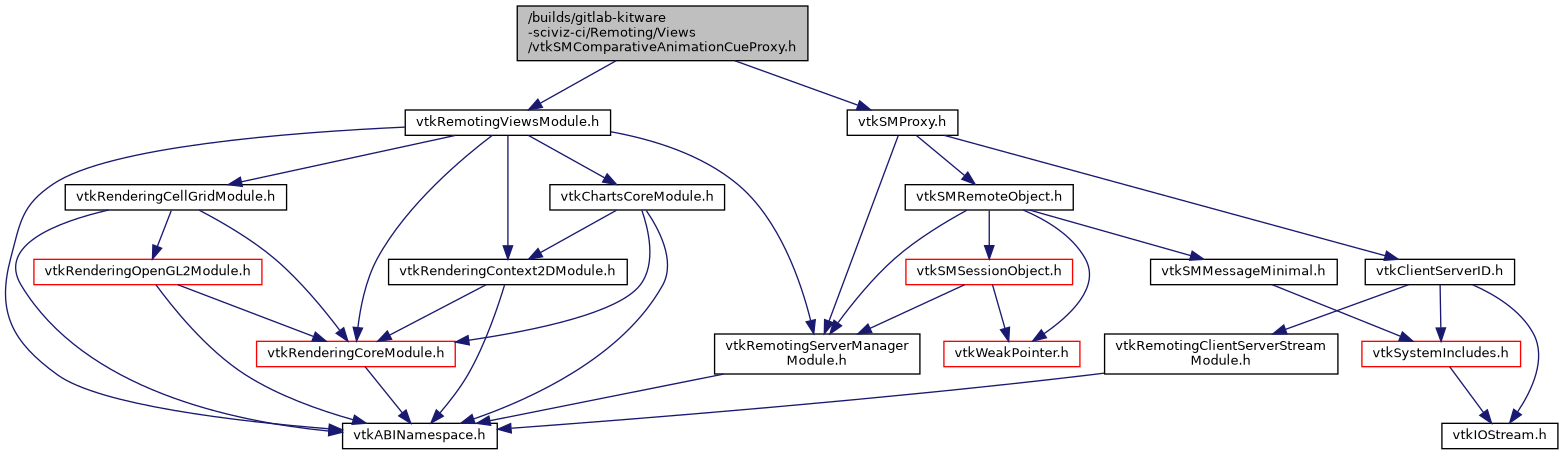 /builds/gitlab-kitware
-sciviz-ci/Remoting/Views
/vtkSMComparativeAnimationCueProxy.h
vtkRemotingViewsModule.h
vtkSMProxy.h
vtkRenderingCellGridModule.h
vtkChartsCoreModule.h
vtkSMRemoteObject.h
vtkRenderingOpenGL2Module.h
vtkRenderingContext2DModule.h
vtkSMSessionObject.h
vtkSMMessageMinimal.h
vtkClientServerID.h
vtkRenderingCoreModule.h
vtkRemotingServerManager
Module.h
vtkWeakPointer.h
vtkRemotingClientServerStream
Module.h
vtkSystemIncludes.h
vtkABINamespace.h
vtkIOStream.h